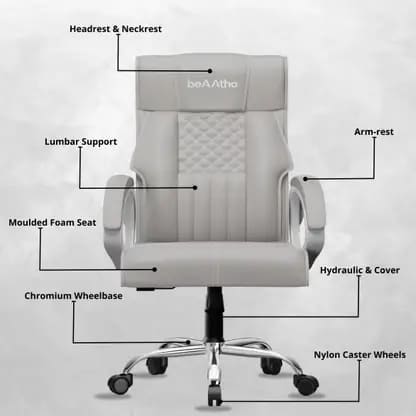 Headrest & Neckrest
beAAtho
Lumbar Support
Arm-rest
Moulded Foam Seat
Hydraulic & Cover
Chromium Wheelbase
Nylon Caster Wheels